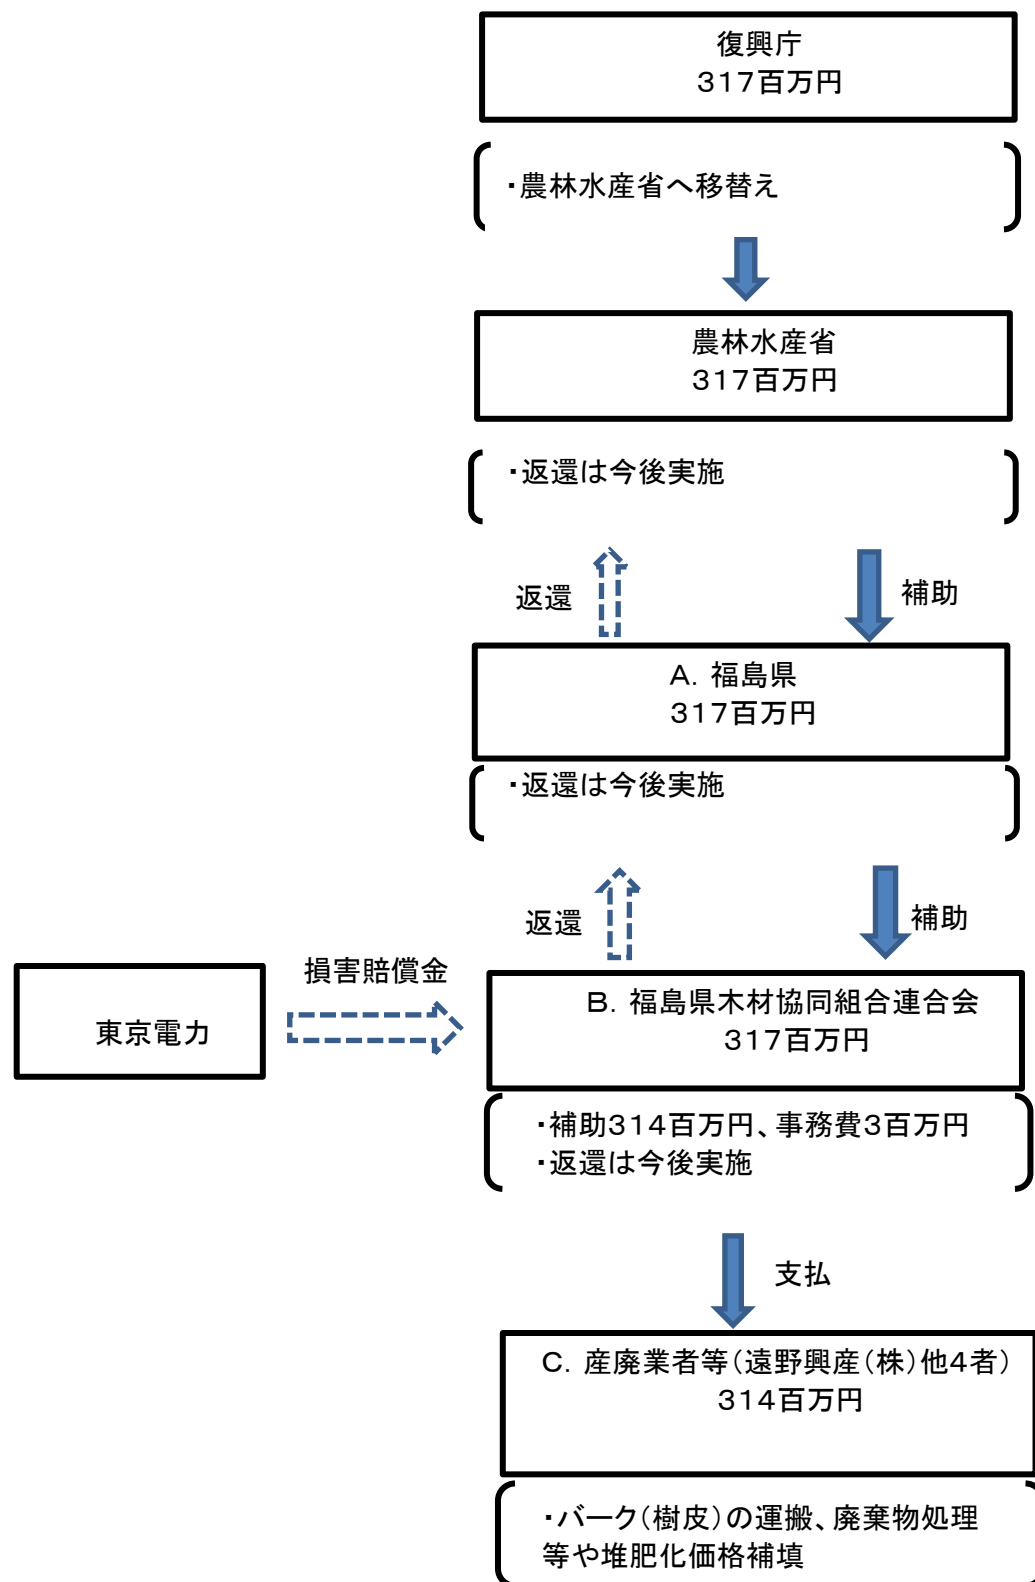 復興庁
317百万円
・農林水産省へ移替え
農林水産省
317百万円
・返還は今後実施
返還
補助
A. 福島県
317百万円
・返還は今後実施
返還
補助
東京電力
損害賠償金
B. 福島県木材協同組合連合会
317百万円
・補助314百万円、事務費3百万円
・返還は今後実施
支払
C. 産廃業者等(遠野興産(株)他4者)
314百万円
・バーク(樹皮)の運搬、廃棄物処理
等や堆肥化価格補填